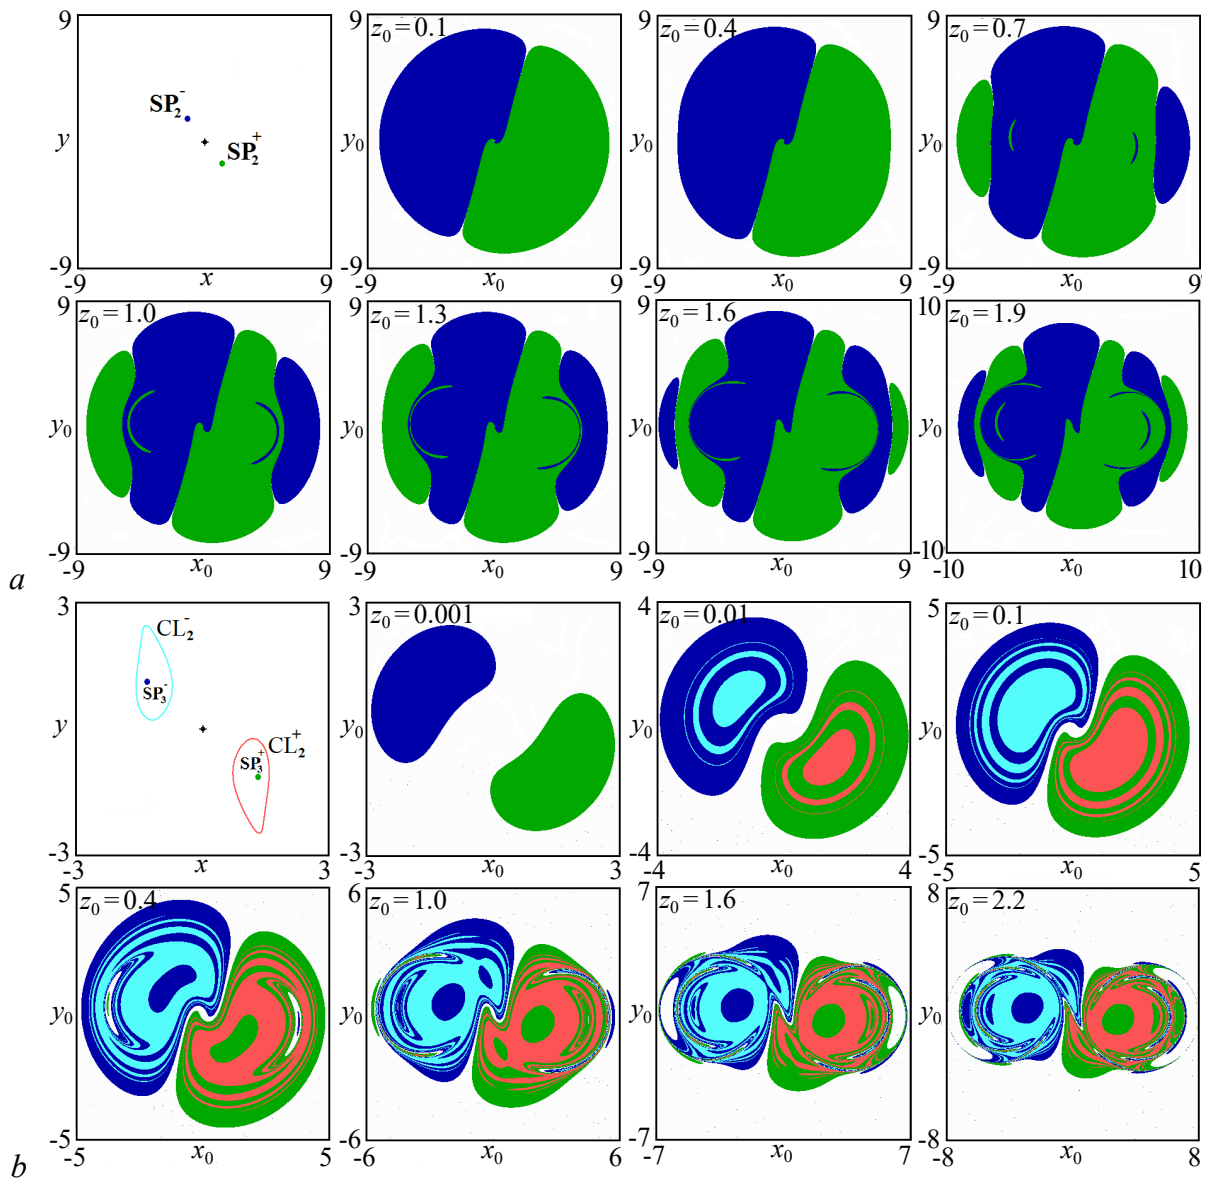 9 9 z₀=0.1 9 z₀=0.4 9 z₀=0.7
SP₂⁻
y SP₂⁺ y₀ y₀ y₀
-9 -9 -9 -9
-9 x 9 -9 x₀ 9 -9 x₀ 9 -9 x₀ 9
9 z₀=1.0 9 z₀=1.3 9 z₀=1.6 10 z₀=1.9
y₀ y₀ y₀ y₀
-9 -9 -9 -10
-9 x₀ 9 -9 x₀ 9 -9 x₀ 9 -10 x₀ 10
a
3 3 z₀=0.001 4 z₀=0.01 5 z₀=0.1
CL₂⁻
SP₃⁻
y CL₂⁺ y₀ y₀ y₀
SP₃⁺
-3 -3 -4 -5
-3 x 3 -3 x₀ 3 -4 x₀ 4 -5 x₀ 5
5 z₀=0.4 6 z₀=1.0 7 z₀=1.6 8 z₀=2.2
y₀ y₀ y₀ y₀
-5 -6 -7 -8
-5 x₀ 5 -6 x₀ 6 -7 x₀ 7 -8 x₀ 8
b